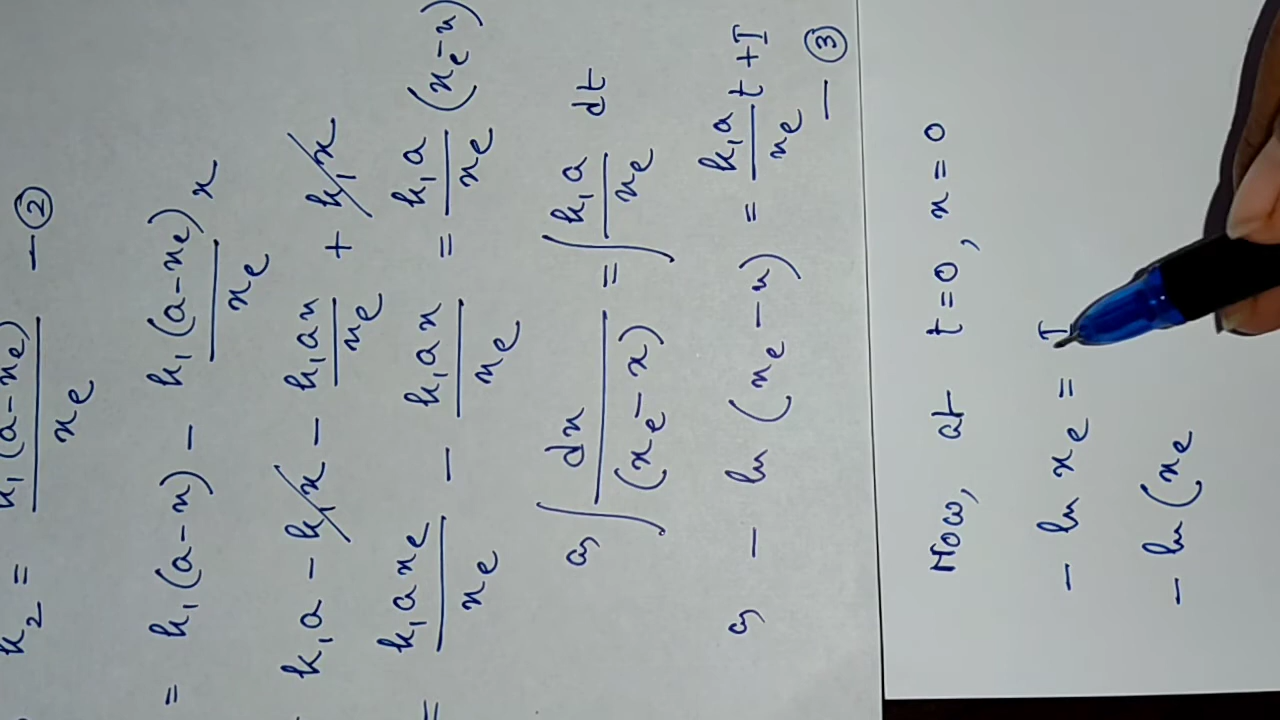 k₂ = k₁(a-xₑ)/xₑ — ②
= k₁(a-x) - k₁(a-xₑ)/xₑ x
k₁a - k₁x - k₁ax/xₑ + k₁x
= k₁axₑ/xₑ - k₁ax/xₑ = k₁a/xₑ (xₑ-x)
∫ dx/(xₑ-x) = ∫ k₁a/xₑ dt
- ln (xₑ-x) = k₁a/xₑ t + I
— ③
Now, at t=0, x=0
- ln xₑ = I
- ln (xₑ